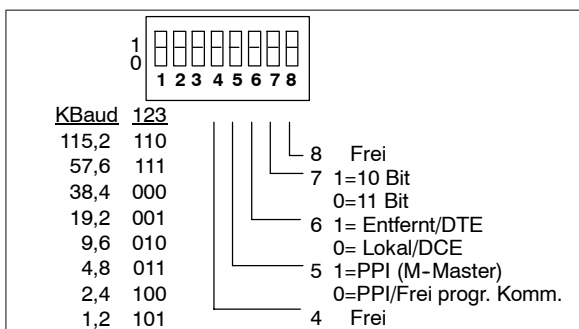 1
0
1 2 3 4 5 6 7 8
KBaud 123
115,2 110
57,6 111
38,4 000
19,2 001
9,6 010
4,8 011
2,4 100
1,2 101
8 Frei
7 1=10 Bit
0=11 Bit
6 1= Entfernt/DTE
0= Lokal/DCE
5 1=PPI (M-Master)
0=PPI/Frei progr. Komm.
4 Frei